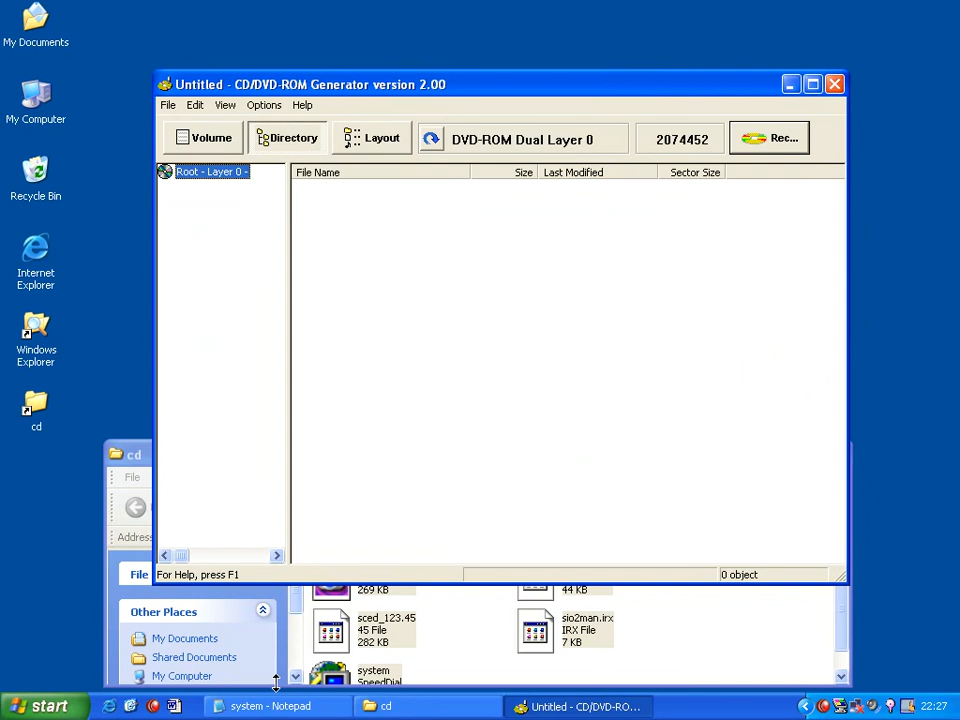 My Documents
My Computer
Recycle Bin
Internet
Explorer
Windows
Explorer
cd
Untitled - CD/DVD-ROM Generator version 2.00
File Edit View Options Help
Volume Directory Layout DVD-ROM Dual Layer 0 2074452 Rec...
Root - Layer 0 -
File Name Size Last Modified Sector Size
For Help, press F1
0 object
cd
File
Address
File
Other Places
My Documents
Shared Documents
My Computer
269 KB
44 KB
sced_123.45
45 File
282 KB
sio2man.irx
IRX File
7 KB
system
SpeedDial
start
system - Notepad
cd
Untitled - CD/DVD-RO...
22:27